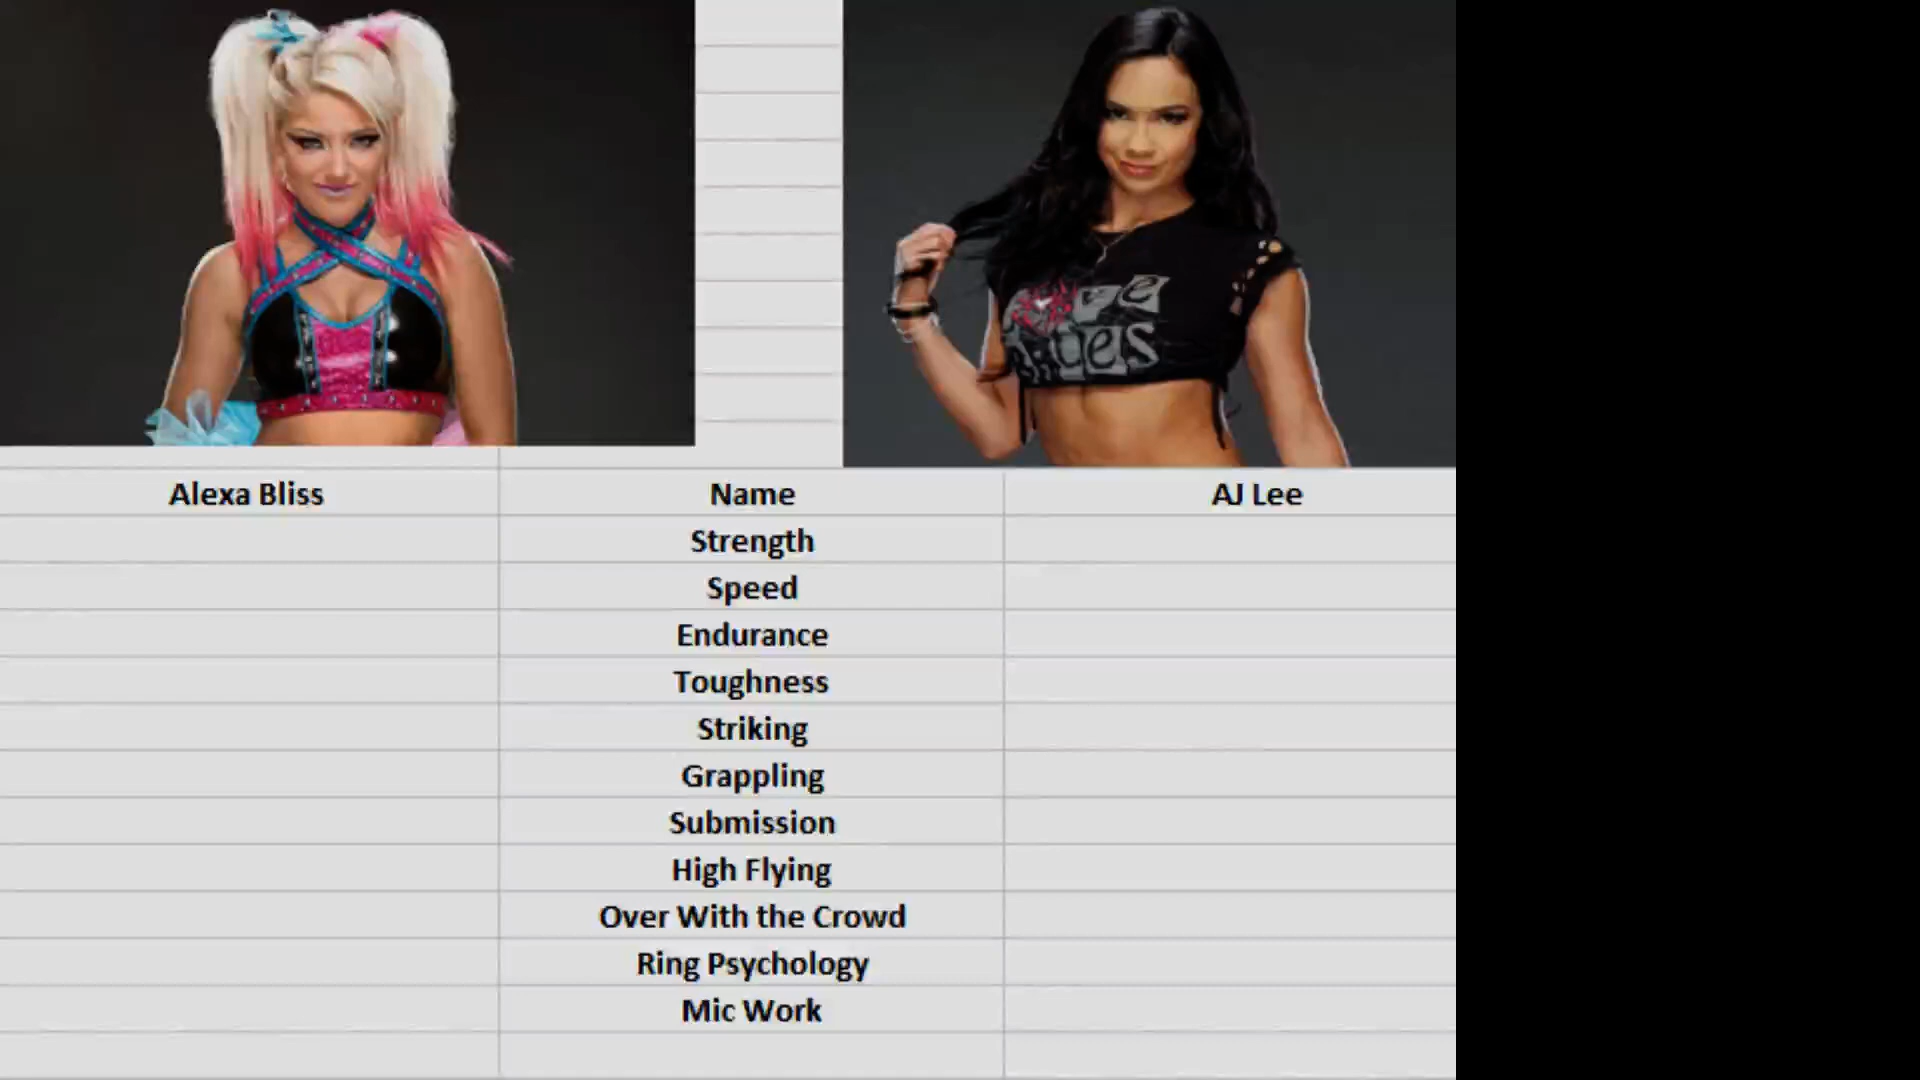 Alexa Bliss
Name
AJ Lee
Strength
Speed
Endurance
Toughness
Striking
Grappling
Submission
High Flying
Over With the Crowd
Ring Psychology
Mic Work